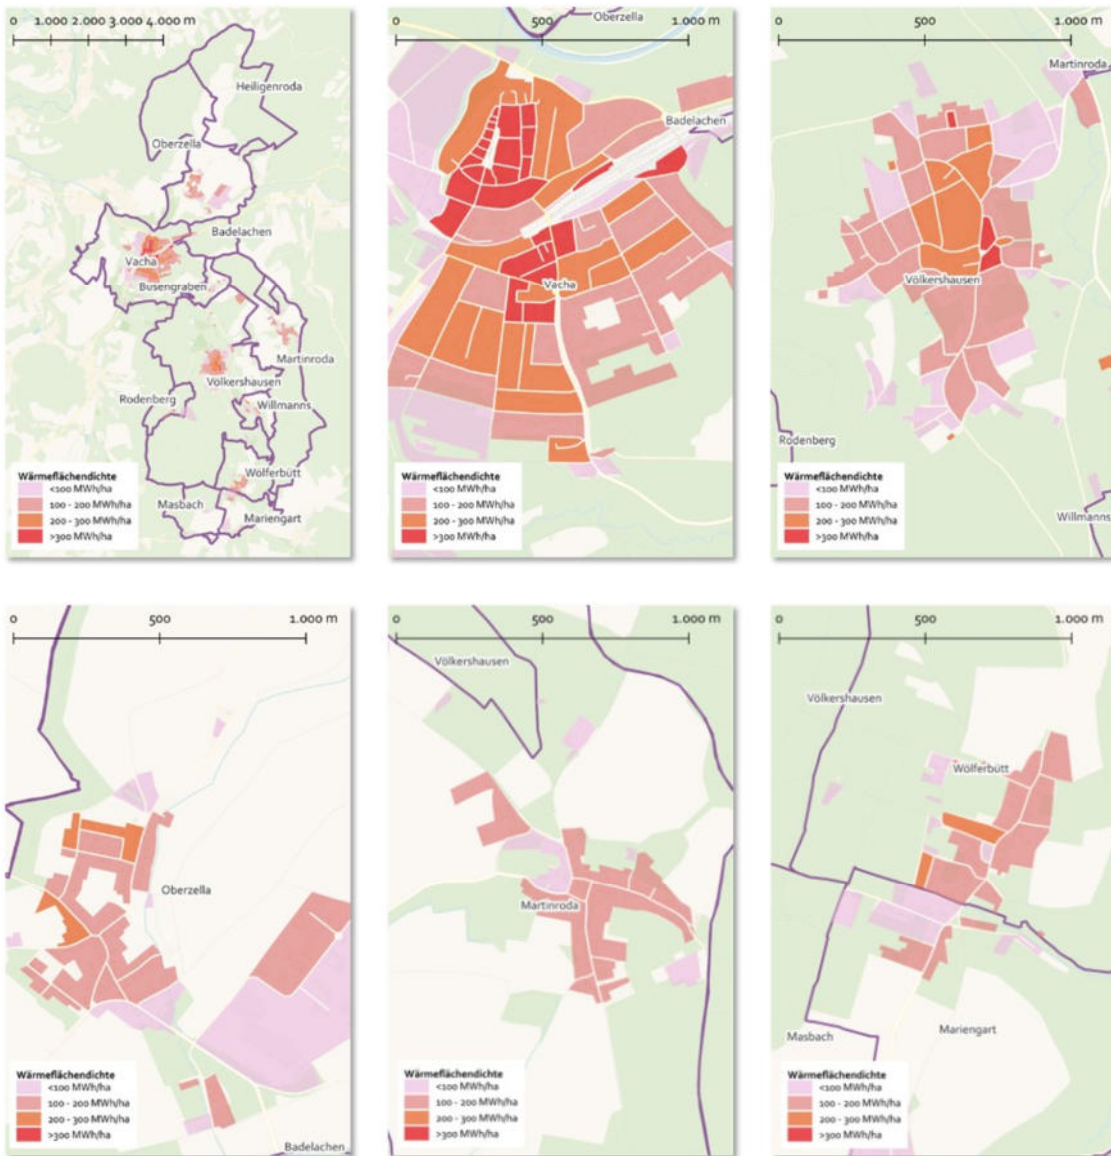 0 1.000 2.000 3.000 4.000 m
Heiligenroda
Oberzella
Badelachen
Vacha
Busengraben
Martinroda
Völkershausen
Rodenberg
Willmanns
Wölferbütt
Masbach
Mariengart
Wärmeflächendichte
<100 MWh/ha
100 - 200 MWh/ha
200 - 300 MWh/ha
>300 MWh/ha
0 500 1.000 m
Oberzella
Badelachen
Vacha
Wärmeflächendichte
<100 MWh/ha
100 - 200 MWh/ha
200 - 300 MWh/ha
>300 MWh/ha
0 500 1.000 m
Martinroda
Völkershausen
Rodenberg
Willmanns
Wärmeflächendichte
<100 MWh/ha
100 - 200 MWh/ha
200 - 300 MWh/ha
>300 MWh/ha
0 500 1.000 m
Oberzella
Badelachen
Wärmeflächendichte
<100 MWh/ha
100 - 200 MWh/ha
200 - 300 MWh/ha
>300 MWh/ha
0 500 1.000 m
Völkershausen
Martinroda
Wärmeflächendichte
<100 MWh/ha
100 - 200 MWh/ha
200 - 300 MWh/ha
>300 MWh/ha
0 500 1.000 m
Völkershausen
Wölferbütt
Masbach
Mariengart
Wärmeflächendichte
<100 MWh/ha
100 - 200 MWh/ha
200 - 300 MWh/ha
>300 MWh/ha